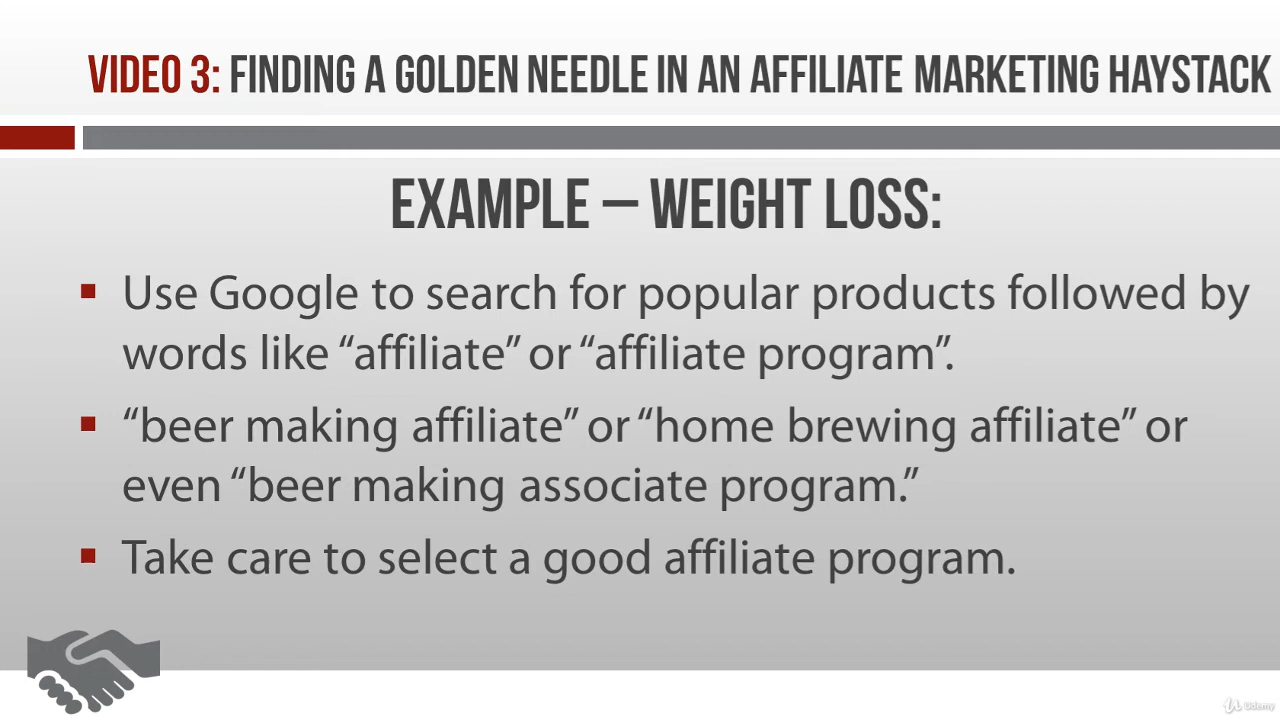 VIDEO 3: FINDING A GOLDEN NEEDLE IN AN AFFILIATE MARKETING HAYSTACK
EXAMPLE – WEIGHT LOSS:
Use Google to search for popular products followed by
words like “affiliate” or “affiliate program”.
“beer making affiliate” or “home brewing affiliate” or
even “beer making associate program.”
Take care to select a good affiliate program.
Udemy